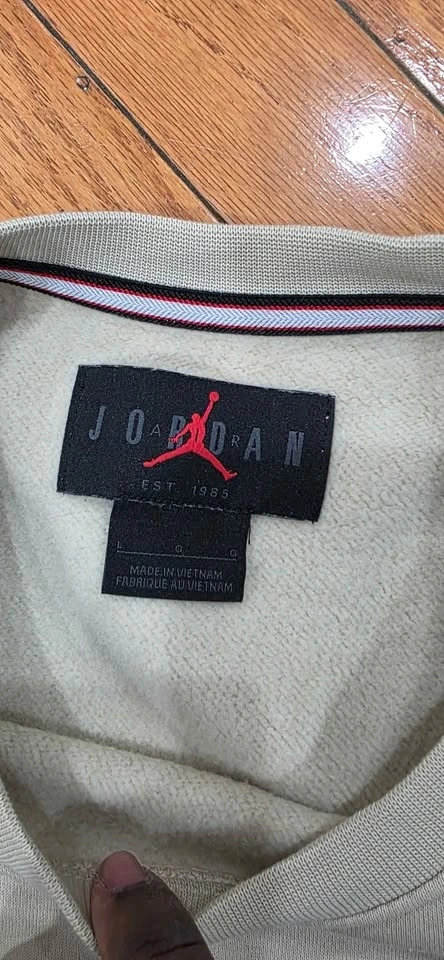 JORDAN
AIR
EST. 1985
L G G
MADE IN VIETNAM
FABRIQUE AU VIETNAM